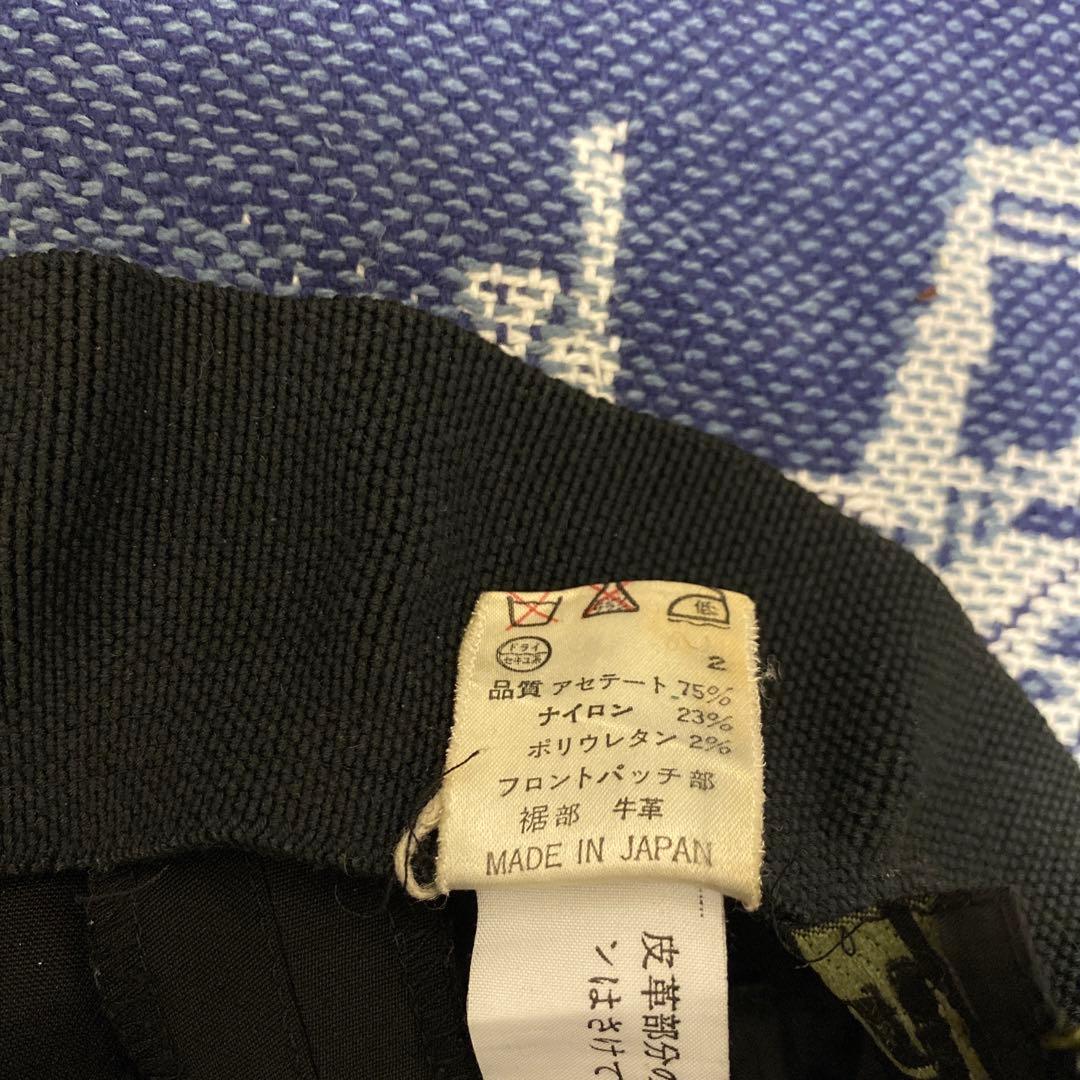 低
ドライ
セキユ系
2
品質 アセテート 75%
ナイロン 23%
ポリウレタン 2%
フロントパッチ部
裾部 牛革
MADE IN JAPAN
皮革部分の
ンはさけて